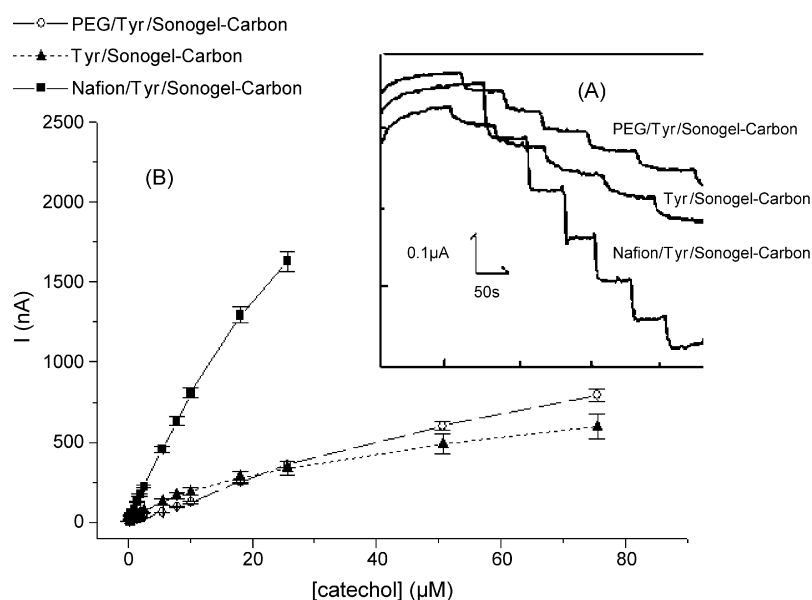 PEG/Tyr/Sonogel-Carbon
Tyr/Sonogel-Carbon
Nafion/Tyr/Sonogel-Carbon
(A)
PEG/Tyr/Sonogel-Carbon
Tyr/Sonogel-Carbon
Nafion/Tyr/Sonogel-Carbon
0.1µA
50s
(B)
2500
2000
1500
1000
500
0
I (nA)
0
20
40
60
80
[catechol] (µM)